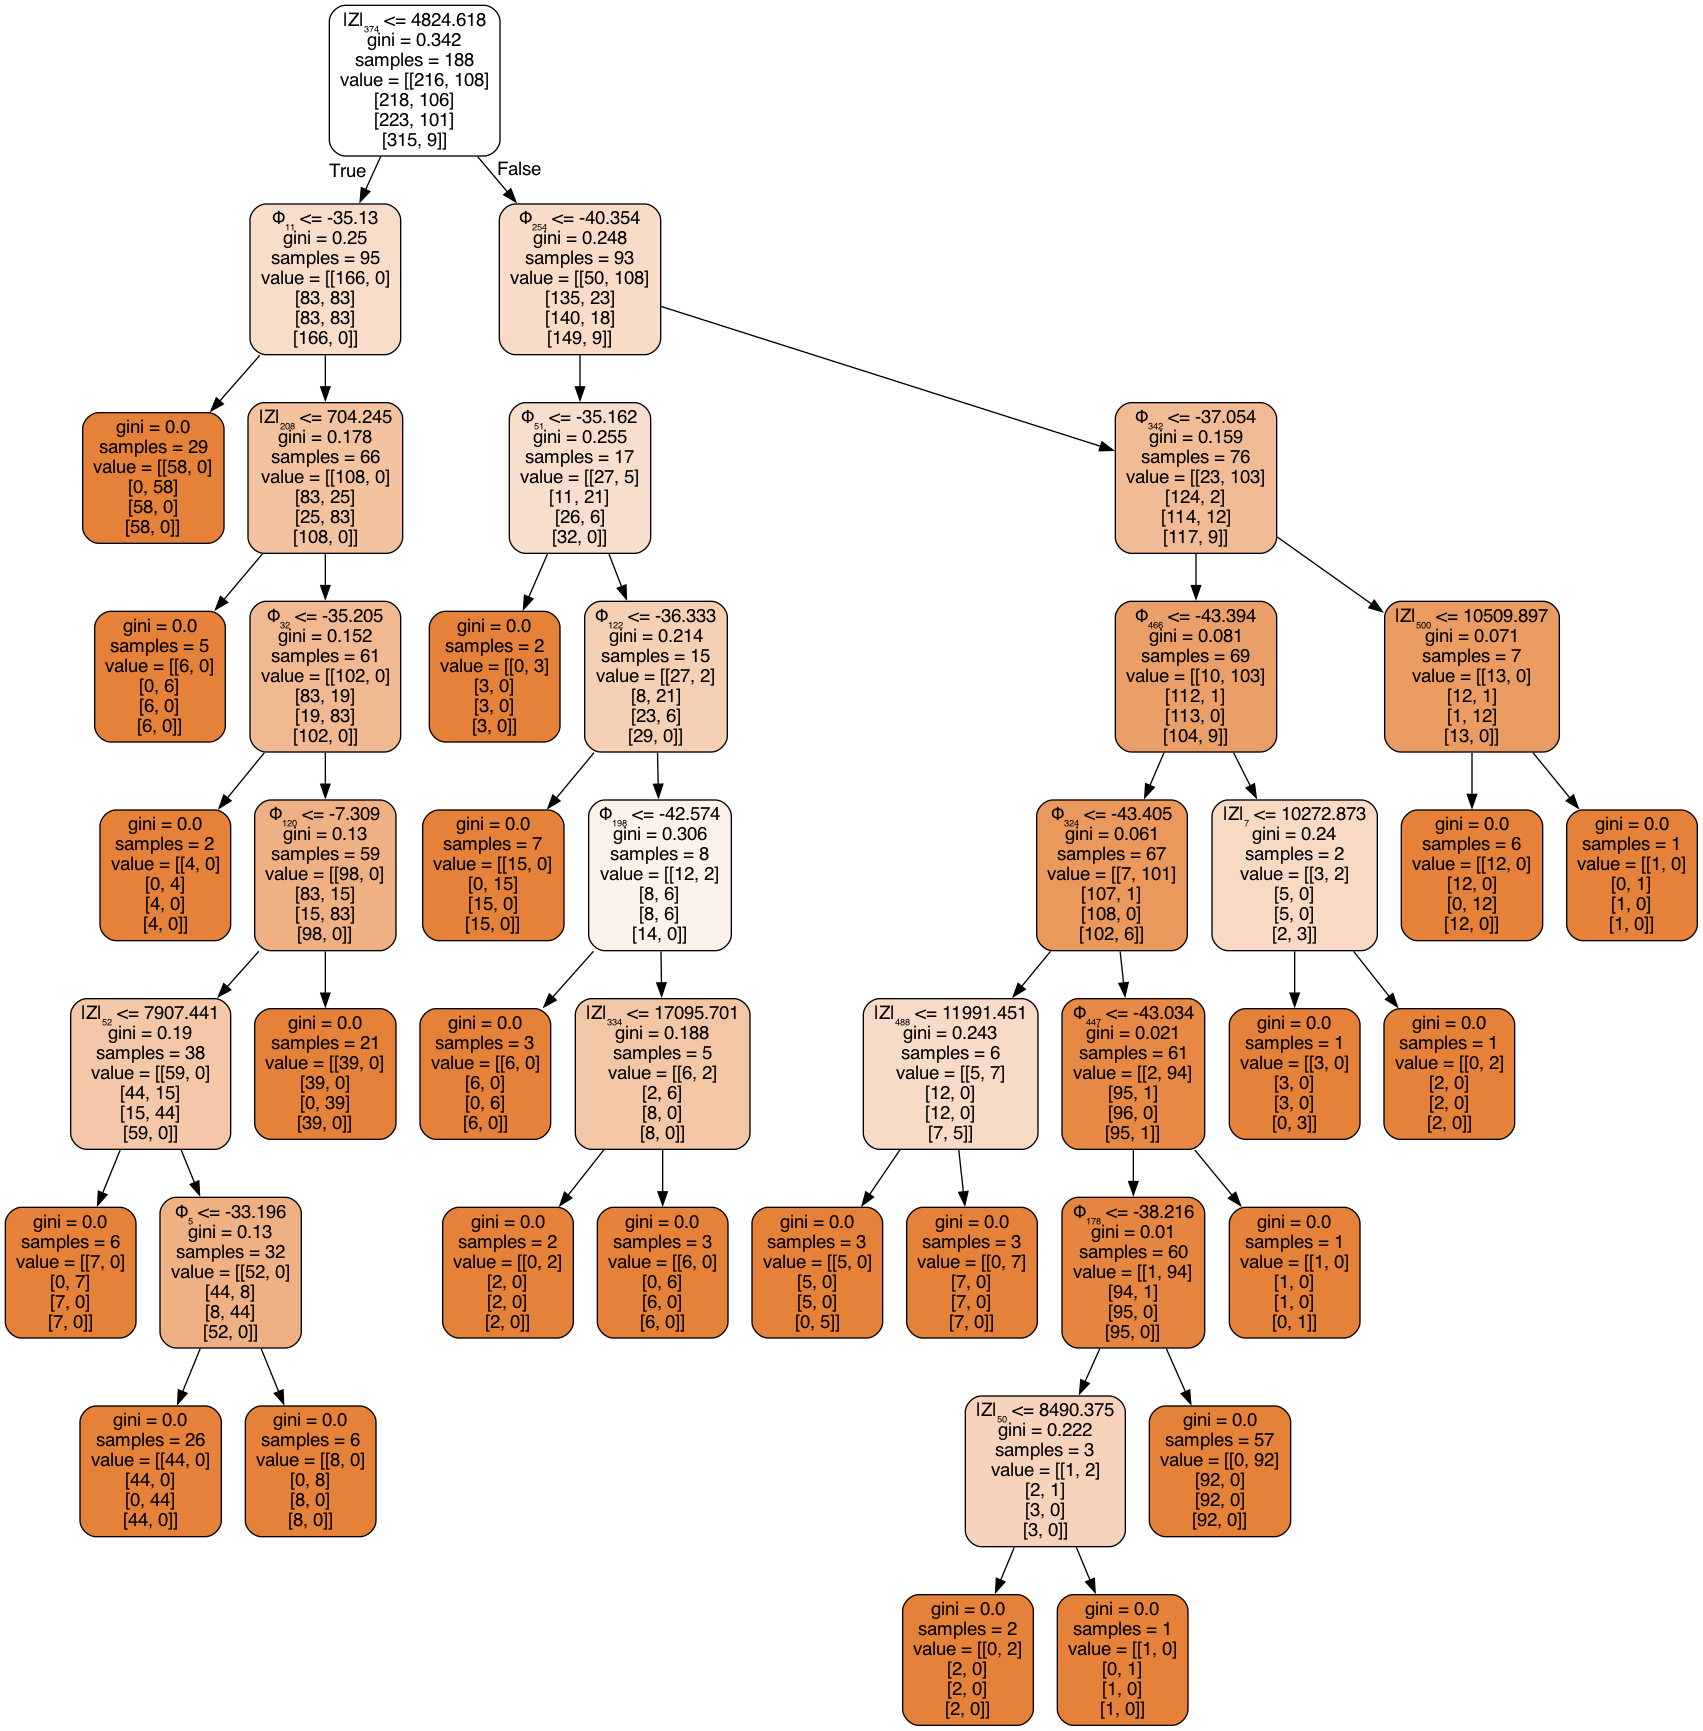 |Z|₃₇₄ <= 4824.618
gini = 0.342
samples = 188
value = [[216, 108]
[218, 106]
[223, 101]
[315, 9]]
True
False
Φ₁₁ <= -35.13
gini = 0.25
samples = 95
value = [[166, 0]
[83, 83]
[83, 83]
[166, 0]]
Φ₂₅₄ <= -40.354
gini = 0.248
samples = 93
value = [[50, 108]
[135, 23]
[140, 18]
[149, 9]]
gini = 0.0
samples = 29
value = [[58, 0]
[0, 58]
[58, 0]
[58, 0]]
|Z|₂₀₈ <= 704.245
gini = 0.178
samples = 66
value = [[108, 0]
[83, 25]
[25, 83]
[108, 0]]
Φ₅₁ <= -35.162
gini = 0.255
samples = 17
value = [[27, 5]
[11, 21]
[26, 6]
[32, 0]]
Φ₃₄₂ <= -37.054
gini = 0.159
samples = 76
value = [[23, 103]
[124, 2]
[114, 12]
[117, 9]]
gini = 0.0
samples = 5
value = [[6, 0]
[0, 6]
[6, 0]
[6, 0]]
Φ₃₂ <= -35.205
gini = 0.152
samples = 61
value = [[102, 0]
[83, 19]
[19, 83]
[102, 0]]
gini = 0.0
samples = 2
value = [[0, 3]
[3, 0]
[3, 0]
[3, 0]]
Φ₁₂₂ <= -36.333
gini = 0.214
samples = 15
value = [[27, 2]
[8, 21]
[23, 6]
[29, 0]]
Φ₄₆₆ <= -43.394
gini = 0.081
samples = 69
value = [[10, 103]
[112, 1]
[113, 0]
[104, 9]]
|Z|₅₀₀ <= 10509.897
gini = 0.071
samples = 7
value = [[13, 0]
[12, 1]
[1, 12]
[13, 0]]
gini = 0.0
samples = 2
value = [[4, 0]
[0, 4]
[4, 0]
[4, 0]]
Φ₁₂₀ <= -7.309
gini = 0.13
samples = 59
value = [[98, 0]
[83, 15]
[15, 83]
[98, 0]]
gini = 0.0
samples = 7
value = [[15, 0]
[0, 15]
[15, 0]
[15, 0]]
Φ₁₉₈ <= -42.574
gini = 0.306
samples = 8
value = [[12, 2]
[8, 6]
[8, 6]
[14, 0]]
Φ₃₂₄ <= -43.405
gini = 0.061
samples = 67
value = [[7, 101]
[107, 1]
[108, 0]
[102, 6]]
|Z|₇ <= 10272.873
gini = 0.24
samples = 2
value = [[3, 2]
[5, 0]
[5, 0]
[2, 3]]
gini = 0.0
samples = 6
value = [[12, 0]
[12, 0]
[0, 12]
[12, 0]]
gini = 0.0
samples = 1
value = [[1, 0]
[0, 1]
[1, 0]
[1, 0]]
|Z|₅₂ <= 7907.441
gini = 0.19
samples = 38
value = [[59, 0]
[44, 15]
[15, 44]
[59, 0]]
gini = 0.0
samples = 21
value = [[39, 0]
[39, 0]
[0, 39]
[39, 0]]
gini = 0.0
samples = 3
value = [[6, 0]
[6, 0]
[0, 6]
[6, 0]]
|Z|₃₃₄ <= 17095.701
gini = 0.188
samples = 5
value = [[6, 2]
[2, 6]
[8, 0]
[8, 0]]
|Z|₄₈₈ <= 11991.451
gini = 0.243
samples = 6
value = [[5, 7]
[12, 0]
[12, 0]
[7, 5]]
Φ₄₄₇ <= -43.034
gini = 0.021
samples = 61
value = [[2, 94]
[95, 1]
[96, 0]
[95, 1]]
gini = 0.0
samples = 1
value = [[3, 0]
[3, 0]
[3, 0]
[0, 3]]
gini = 0.0
samples = 1
value = [[0, 2]
[2, 0]
[2, 0]
[2, 0]]
gini = 0.0
samples = 6
value = [[7, 0]
[0, 7]
[7, 0]
[7, 0]]
Φ₅ <= -33.196
gini = 0.13
samples = 32
value = [[52, 0]
[44, 8]
[8, 44]
[52, 0]]
gini = 0.0
samples = 2
value = [[0, 2]
[2, 0]
[2, 0]
[2, 0]]
gini = 0.0
samples = 3
value = [[6, 0]
[0, 6]
[6, 0]
[6, 0]]
gini = 0.0
samples = 3
value = [[5, 0]
[5, 0]
[5, 0]
[0, 5]]
gini = 0.0
samples = 3
value = [[0, 7]
[7, 0]
[7, 0]
[7, 0]]
Φ₁₇₈ <= -38.216
gini = 0.01
samples = 60
value = [[1, 94]
[94, 1]
[95, 0]
[95, 0]]
gini = 0.0
samples = 1
value = [[1, 0]
[1, 0]
[1, 0]
[0, 1]]
gini = 0.0
samples = 26
value = [[44, 0]
[44, 0]
[0, 44]
[44, 0]]
gini = 0.0
samples = 6
value = [[8, 0]
[0, 8]
[8, 0]
[8, 0]]
|Z|₅₀ <= 8490.375
gini = 0.222
samples = 3
value = [[1, 2]
[2, 1]
[3, 0]
[3, 0]]
gini = 0.0
samples = 57
value = [[0, 92]
[92, 0]
[92, 0]
[92, 0]]
gini = 0.0
samples = 2
value = [[0, 2]
[2, 0]
[2, 0]
[2, 0]]
gini = 0.0
samples = 1
value = [[1, 0]
[0, 1]
[1, 0]
[1, 0]]